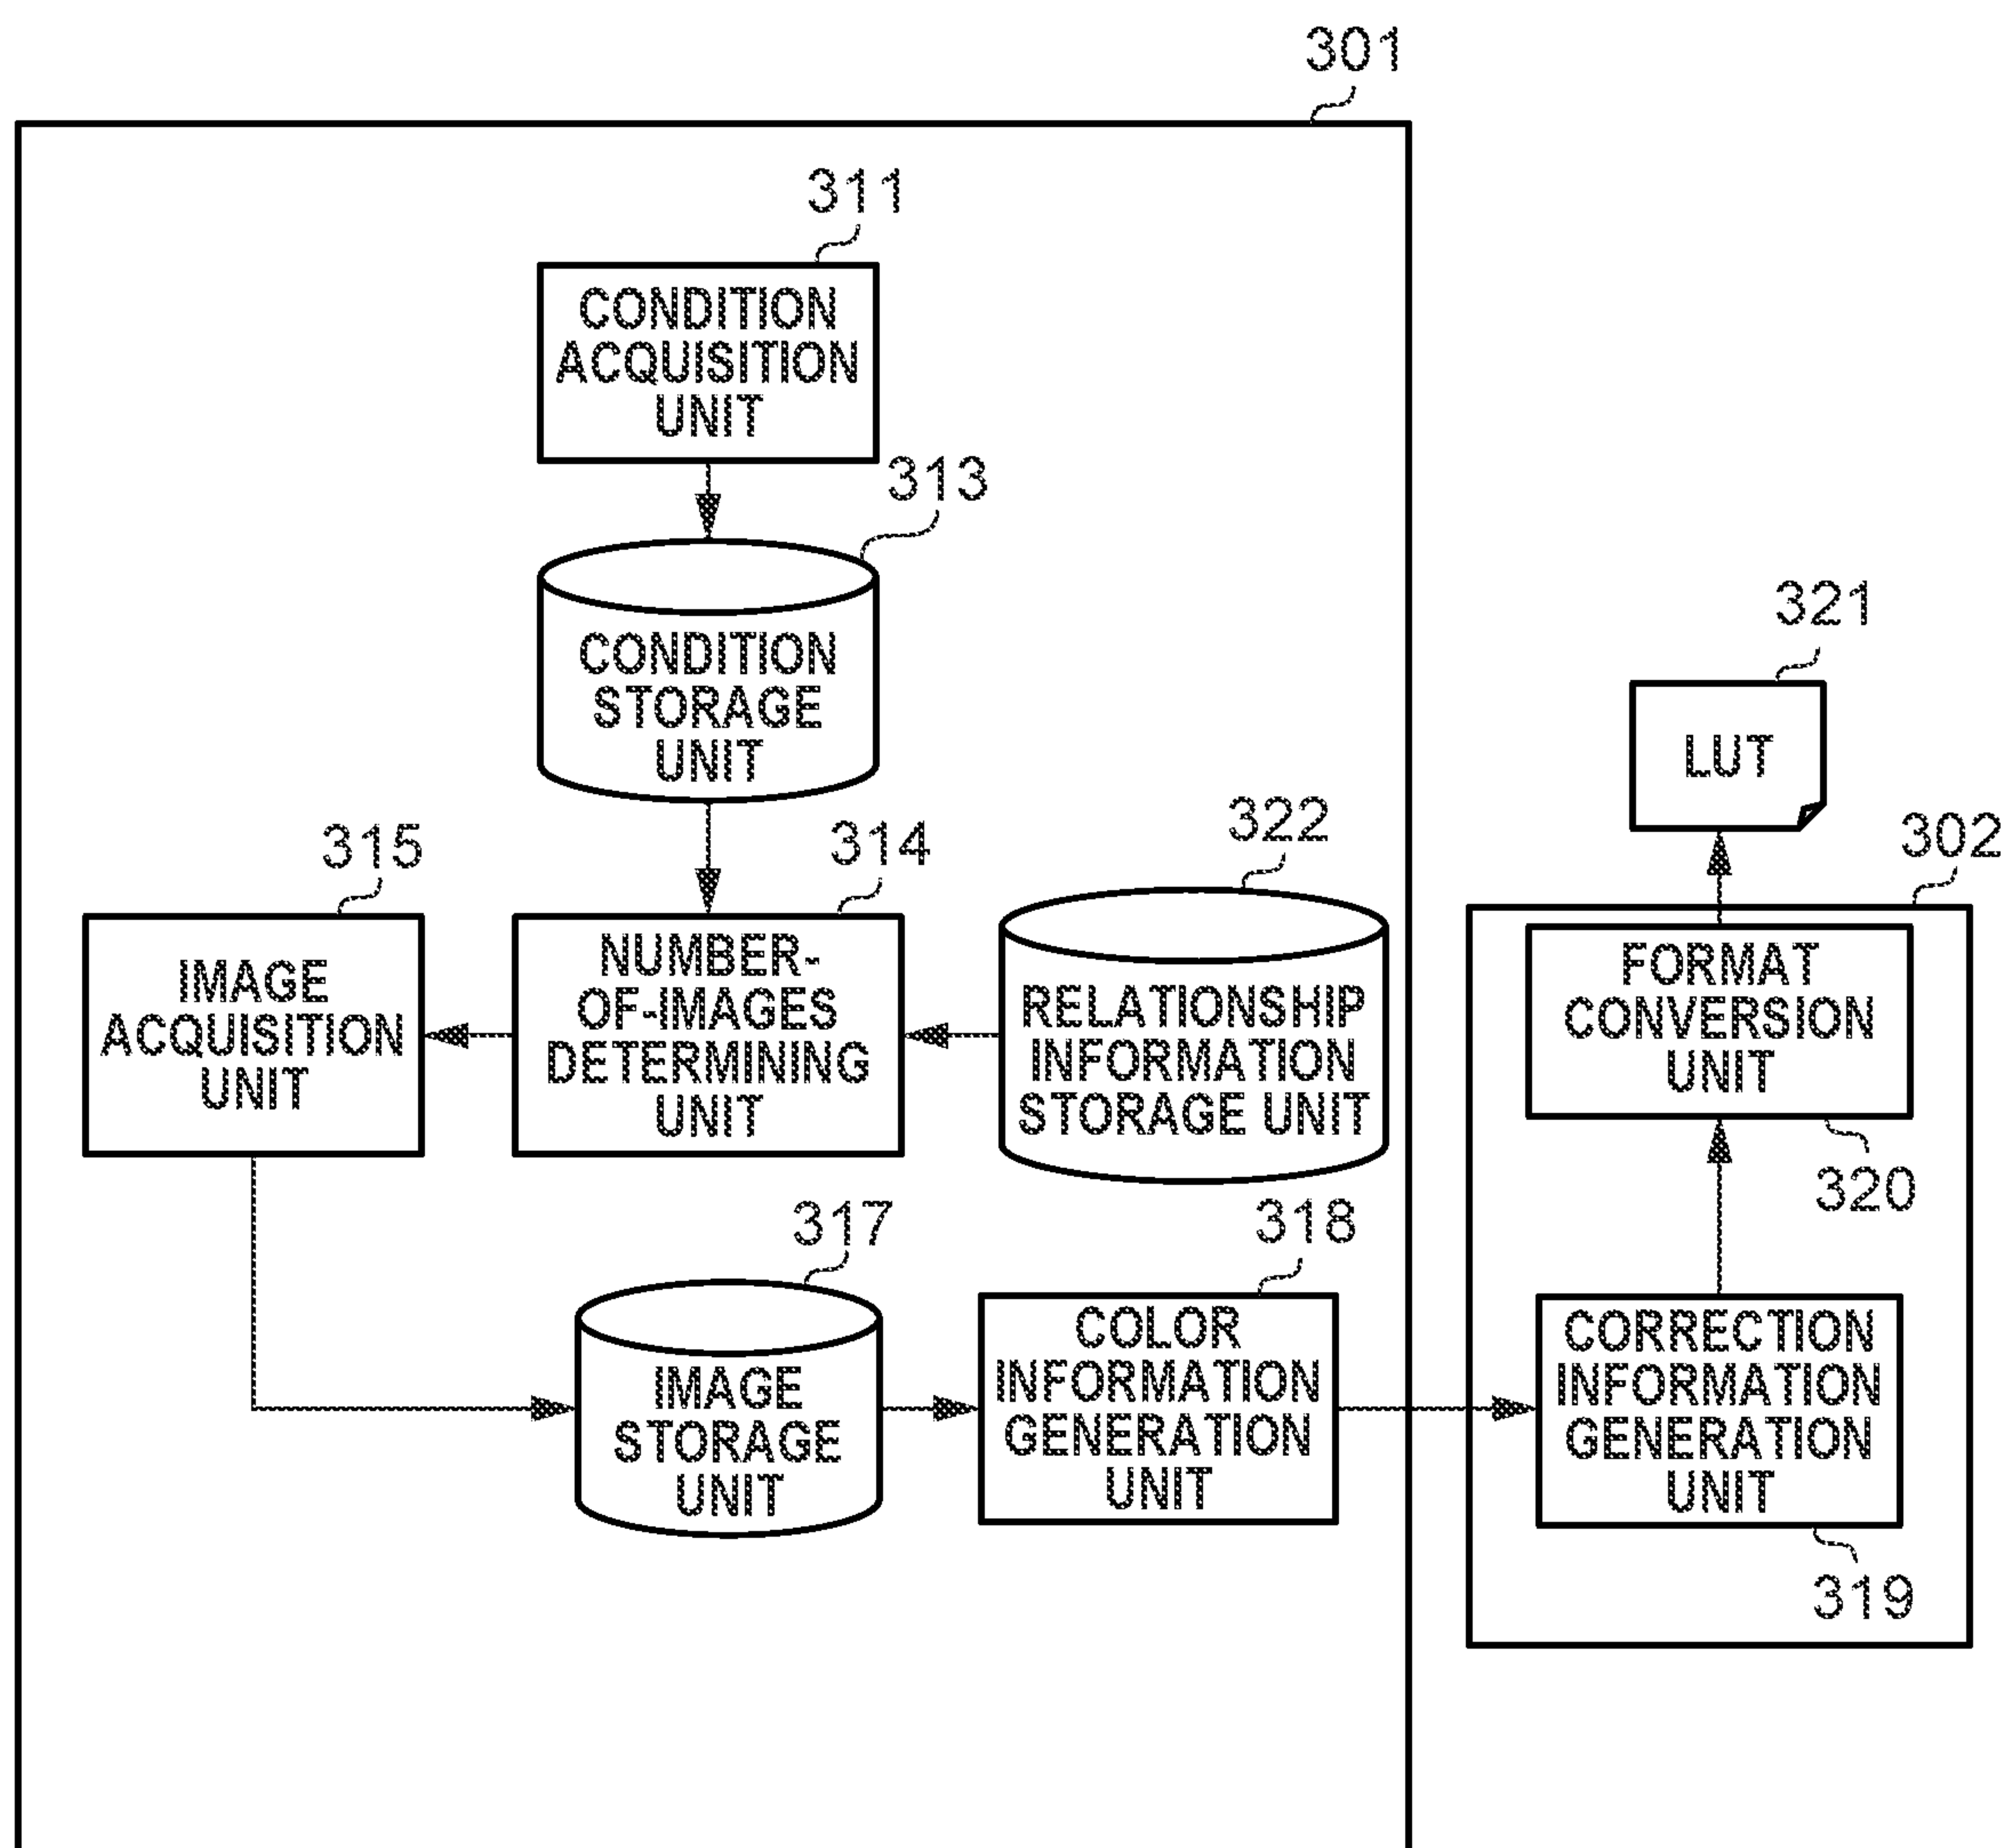 301
311
CONDITION
ACQUISITION
UNIT
313
CONDITION
STORAGE
UNIT
321
LUT
315
314
322
302
IMAGE
ACQUISITION
UNIT
NUMBER-
OF-IMAGES
DETERMINING
UNIT
RELATIONSHIP
INFORMATION
STORAGE UNIT
FORMAT
CONVERSION
UNIT
320
317
318
IMAGE
STORAGE
UNIT
COLOR
INFORMATION
GENERATION
UNIT
CORRECTION
INFORMATION
GENERATION
UNIT
319